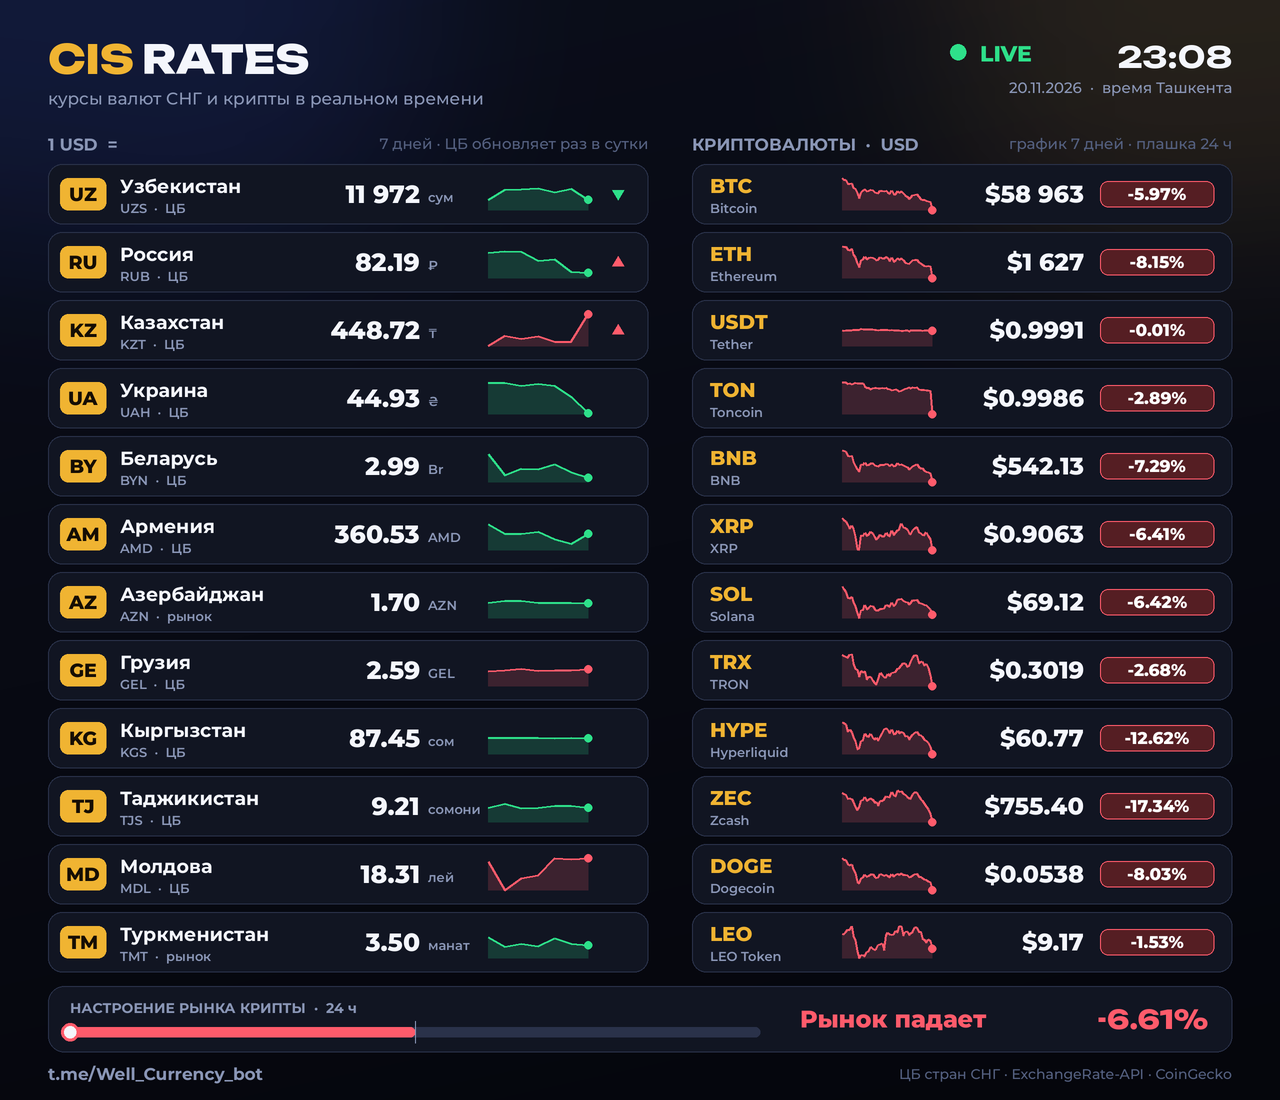 CIS RATES
курсы валют СНГ и крипты в реальном времени
LIVE 23:08
20.11.2026 · время Ташкента
1 USD =
7 дней · ЦБ обновляет раз в сутки
UZ Узбекистан 11 972 сум
UZS · ЦБ
RU Россия 82.19 ₽
RUB · ЦБ
KZ Казахстан 448.72 ₸
KZT · ЦБ
UA Украина 44.93 ₴
UAH · ЦБ
BY Беларусь 2.99 Br
BYN · ЦБ
AM Армения 360.53 AMD
AMD · ЦБ
AZ Азербайджан 1.70 AZN
AZN · рынок
GE Грузия 2.59 GEL
GEL · ЦБ
KG Кыргызстан 87.45 сом
KGS · ЦБ
TJ Таджикистан 9.21 сомони
TJS · ЦБ
MD Молдова 18.31 лей
MDL · ЦБ
TM Туркменистан 3.50 манат
TMT · рынок
КРИПТОВАЛЮТЫ · USD
график 7 дней · плашка 24 ч
BTC $58 963 -5.97%
Bitcoin
ETH $1 627 -8.15%
Ethereum
USDT $0.9991 -0.01%
Tether
TON $0.9986 -2.89%
Toncoin
BNB $542.13 -7.29%
BNB
XRP $0.9063 -6.41%
XRP
SOL $69.12 -6.42%
Solana
TRX $0.3019 -2.68%
TRON
HYPE $60.77 -12.62%
Hyperliquid
ZEC $755.40 -17.34%
Zcash
DOGE $0.0538 -8.03%
Dogecoin
LEO $9.17 -1.53%
LEO Token
НАСТРОЕНИЕ РЫНКА КРИПТЫ · 24 ч
Рынок падает -6.61%
t.me/Well_Currency_bot
ЦБ стран СНГ · ExchangeRate-API · CoinGecko